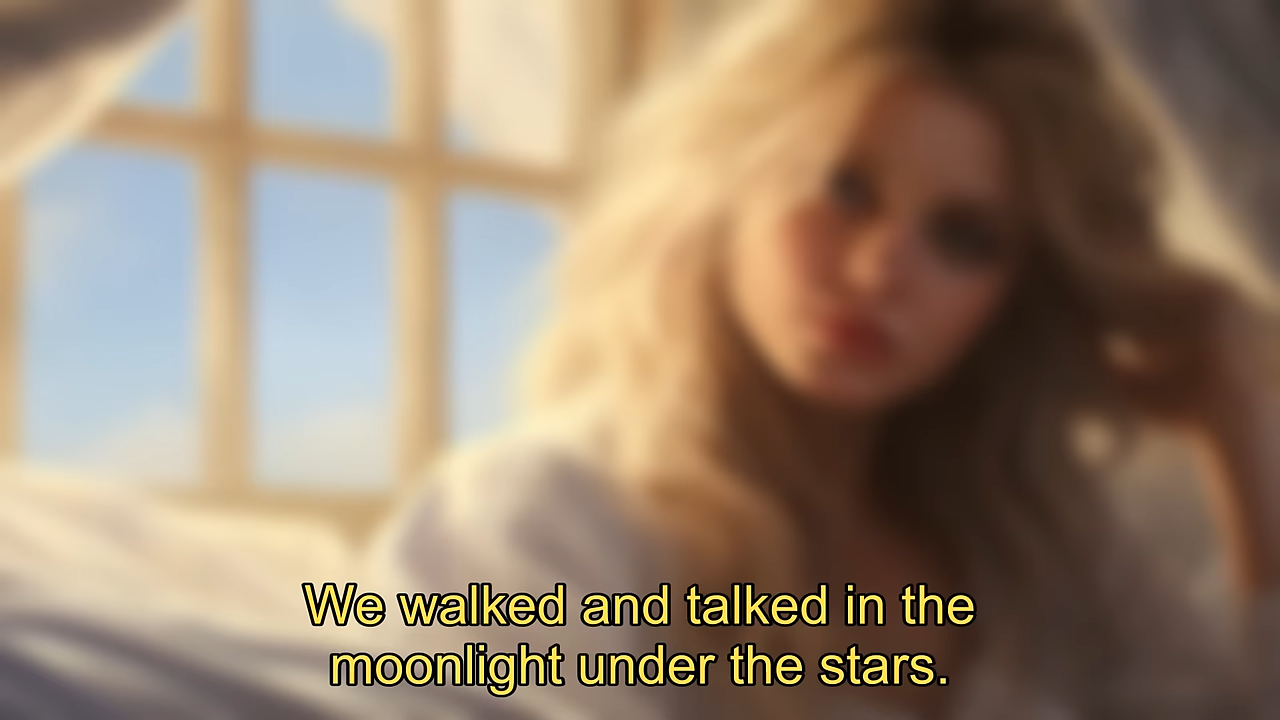 We walked and talked in the
moonlight under the stars.